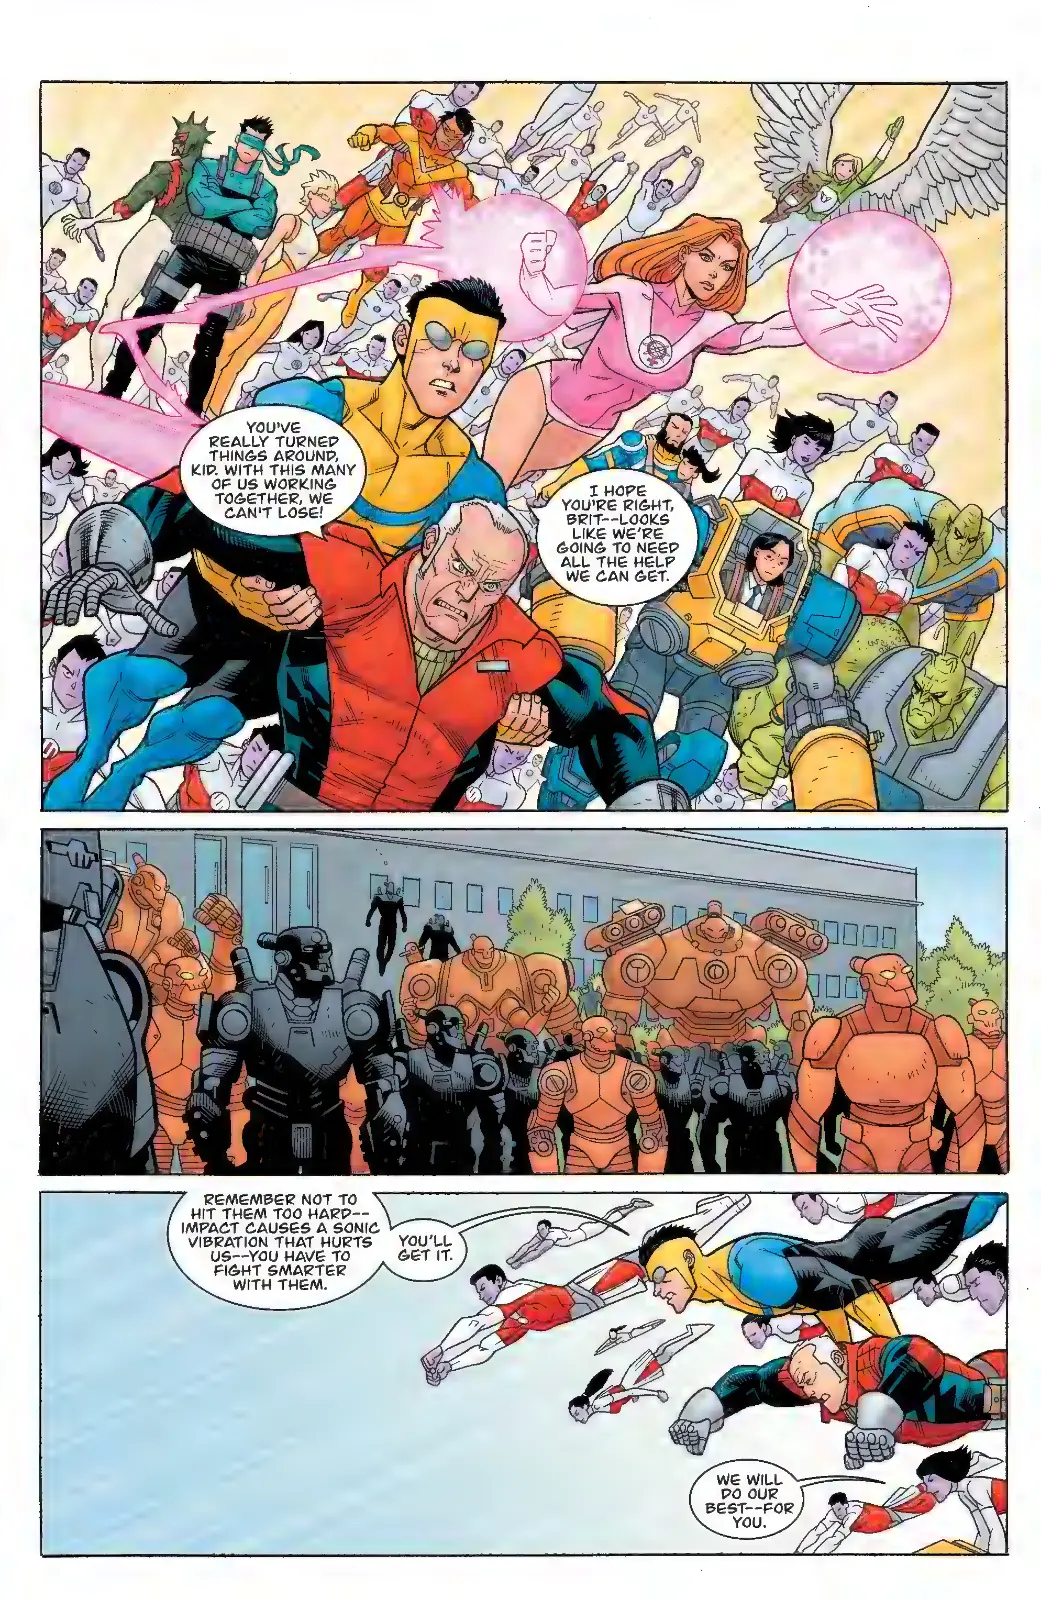 YOU'VE
REALLY TURNED
THINGS AROUND,
KID. WITH THIS MANY
OF US WORKING
TOGETHER, WE
CAN'T LOSE!
I HOPE
YOU'RE RIGHT,
BRIT--LOOKS
LIKE WE'RE
GOING TO NEED
ALL THE HELP
WE CAN GET.
REMEMBER NOT TO
HIT THEM TOO HARD--
IMPACT CAUSES A SONIC
VIBRATION THAT HURTS
US--YOU HAVE TO
FIGHT SMARTER
WITH THEM.
YOU'LL
GET IT.
WE WILL
DO OUR
BEST--FOR
YOU.